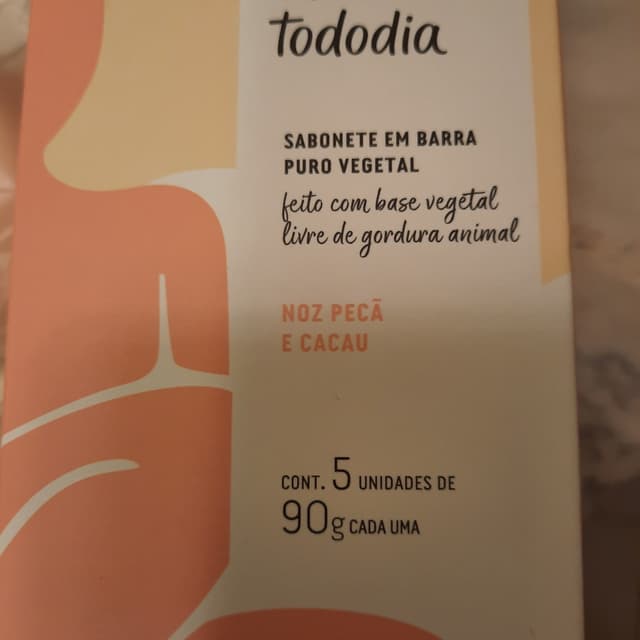 tododia
SABONETE EM BARRA
PURO VEGETAL
feito com base vegetal
livre de gordura animal
NOZ PECÃ
E CACAU
CONT. 5 UNIDADES DE
90g CADA UMA